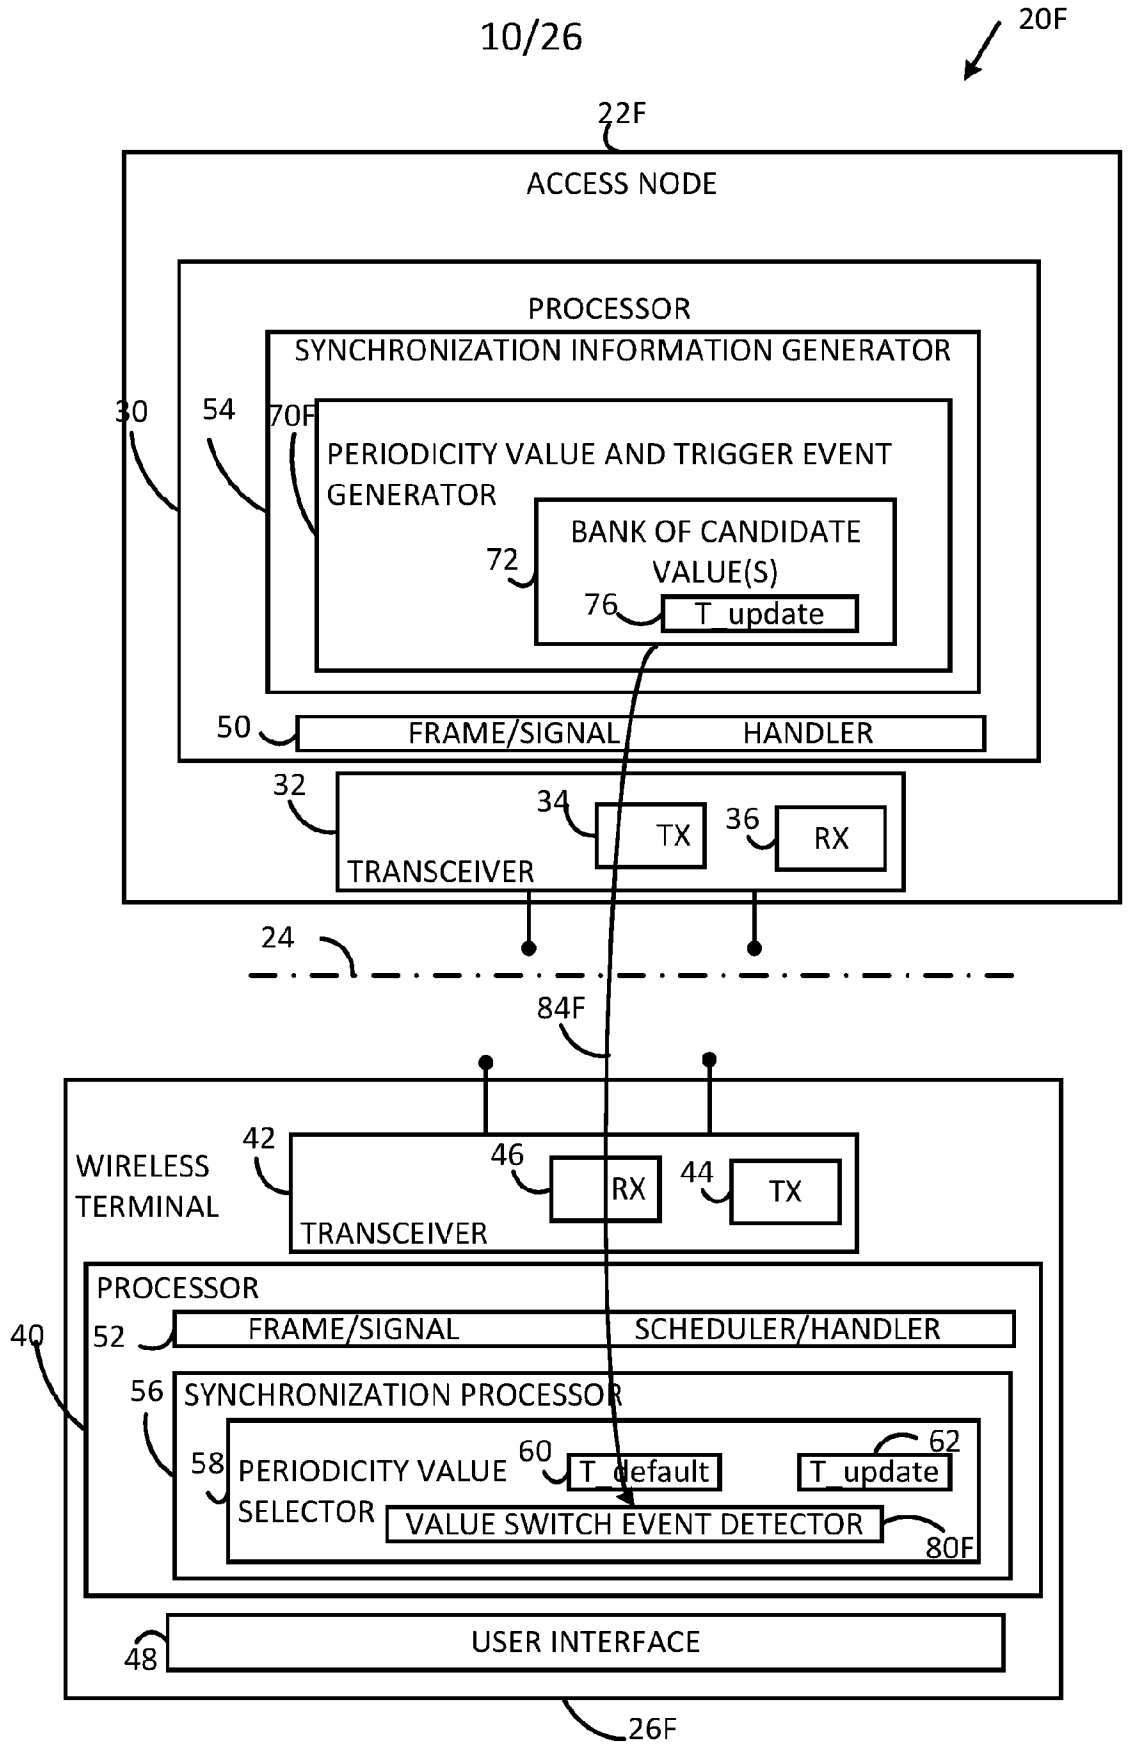 10/26
20F
22F
ACCESS NODE
PROCESSOR
SYNCHRONIZATION INFORMATION GENERATOR
30
54
70F
PERIODICITY VALUE AND TRIGGER EVENT
GENERATOR
BANK OF CANDIDATE
VALUE(S)
72
76
T_update
50
FRAME/SIGNAL HANDLER
32
34
TX
36
RX
TRANSCEIVER
24
84F
42
WIRELESS
TERMINAL
46
RX
44
TX
TRANSCEIVER
PROCESSOR
40
52
FRAME/SIGNAL SCHEDULER/HANDLER
56
SYNCHRONIZATION PROCESSOR
58
PERIODICITY VALUE
SELECTOR
60
T_default
62
T_update
VALUE SWITCH EVENT DETECTOR
80F
48
USER INTERFACE
26F